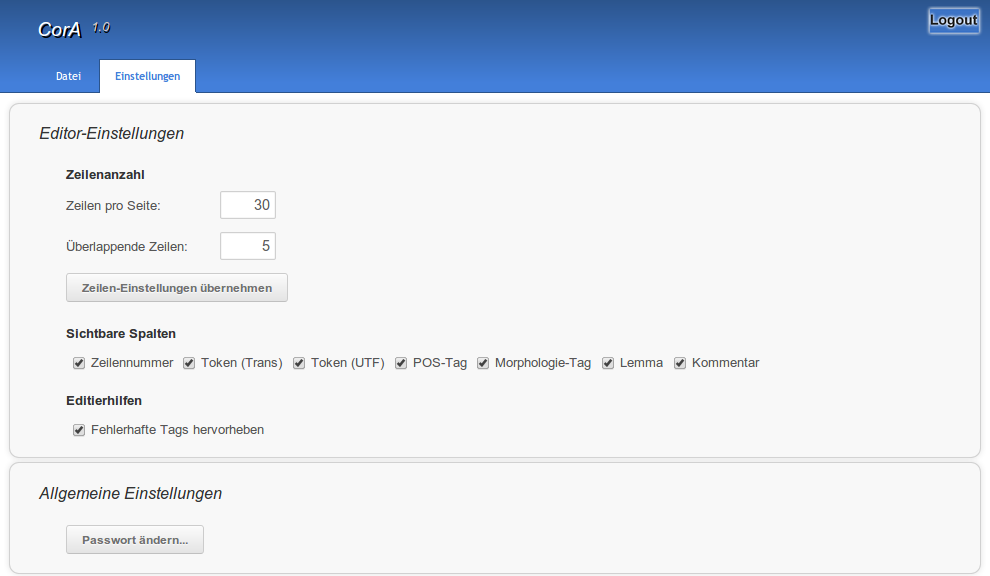 CorA 1.0
Logout
Datei Einstellungen
Editor-Einstellungen
Zeilenanzahl
Zeilen pro Seite: 30
Überlappende Zeilen: 5
Zeilen-Einstellungen übernehmen
Sichtbare Spalten
Zeilennummer Token (Trans) Token (UTF) POS-Tag Morphologie-Tag Lemma Kommentar
Editierhilfen
Fehlerhafte Tags hervorheben
Allgemeine Einstellungen
Passwort ändern...